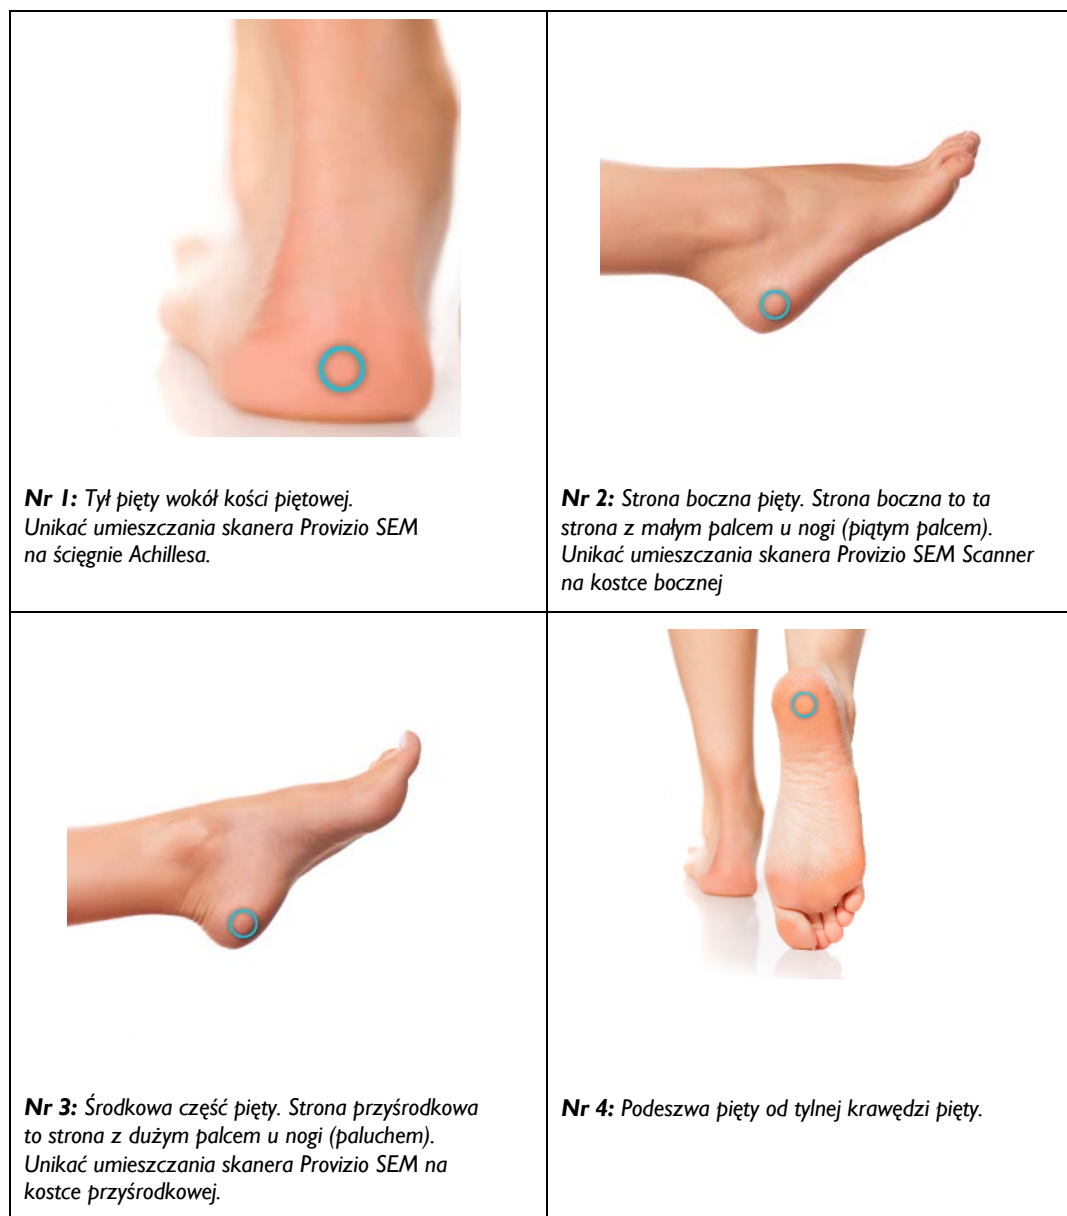 Nr 1: Tył pięty wokół kości piętowej.
Unikać umieszczania skanera Provizio SEM
na ścięgnie Achillesa.
Nr 2: Strona boczna pięty. Strona boczna to ta
strona z małym palcem u nogi (piątym palcem).
Unikać umieszczania skanera Provizio SEM Scanner
na kostce bocznej
Nr 3: Środkowa część pięty. Strona przyśrodkowa
to strona z dużym palcem u nogi (paluchem).
Unikać umieszczania skanera Provizio SEM na
kostce przyśrodkowej.
Nr 4: Podeszwa pięty od tylnej krawędzi pięty.